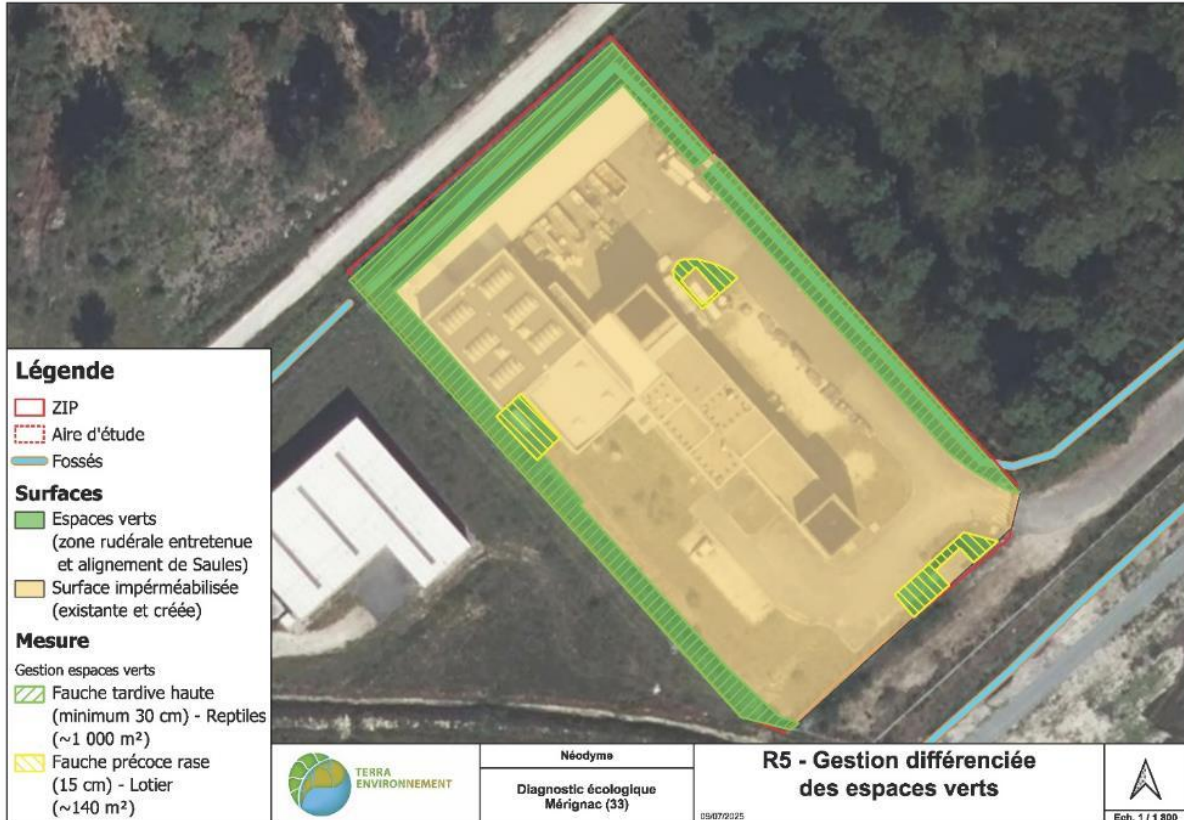 Légende
ZIP
Aire d'étude
Fossés
Surfaces
Espaces verts
(zone rudérale entretenue
et alignement de Saules)
Surface impérméabilisée
(existante et créée)
Mesure
Gestion espaces verts
Fauche tardive haute
(minimum 30 cm) - Reptiles
(~1 000 m²)
Fauche précoce rase
(15 cm) - Lotier
(~140 m²)
TERRA
ENVIRONNEMENT
Néodyme
Diagnostic écologique
Mérignac (33)
R5 - Gestion différenciée
des espaces verts
09/07/2025
Ech. 1 / 1 800